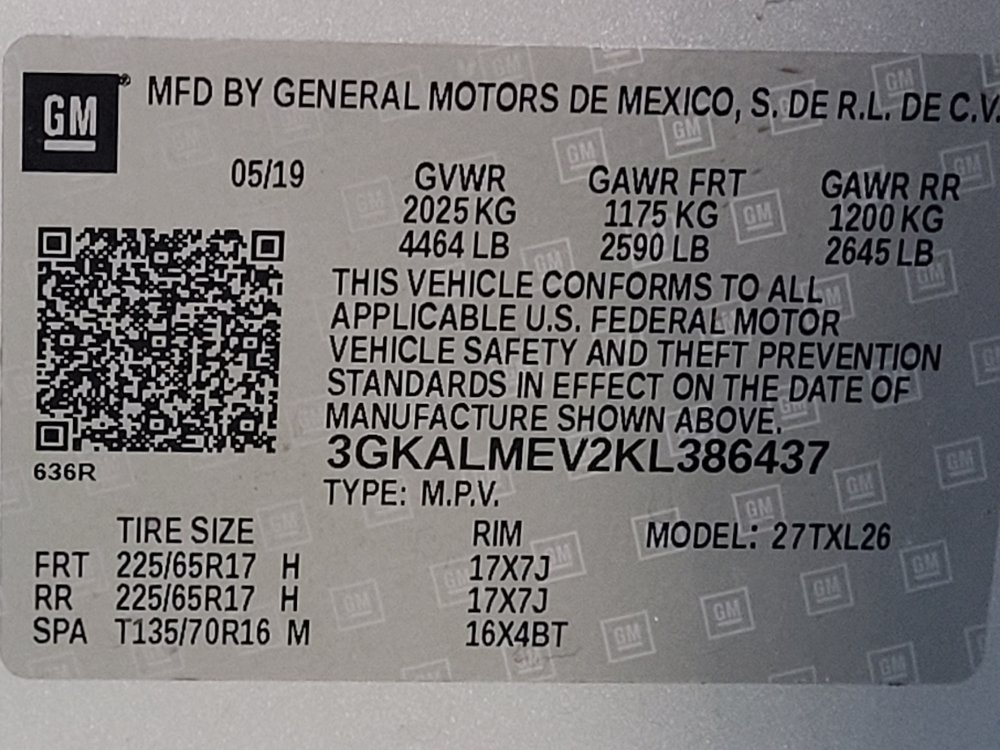 GM® MFD BY GENERAL MOTORS DE MEXICO, S. DE R.L. DE C.V.
05/19 GVWR GAWR FRT GAWR RR
2025 KG 1175 KG 1200 KG
4464 LB 2590 LB 2645 LB
THIS VEHICLE CONFORMS TO ALL
APPLICABLE U.S. FEDERAL MOTOR
VEHICLE SAFETY AND THEFT PREVENTION
STANDARDS IN EFFECT ON THE DATE OF
MANUFACTURE SHOWN ABOVE.
3GKALMEV2KL386437
636R
TYPE: M.P.V.
TIRE SIZE RIM MODEL: 27TXL26
FRT 225/65R17 H 17X7J
RR 225/65R17 H 17X7J
SPA T135/70R16 M 16X4BT